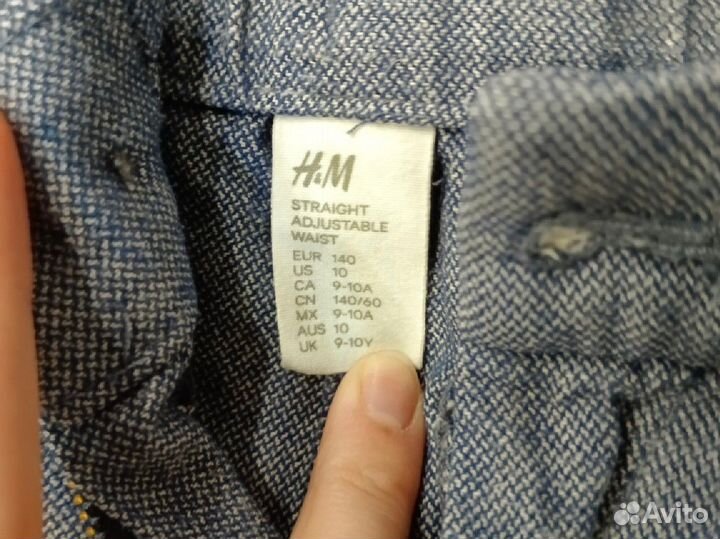 H&M
STRAIGHT
ADJUSTABLE
WAIST
EUR 140
US 10
CA 9-10A
CN 140/60
MX 9-10A
AUS 10
UK 9-10Y
Avito